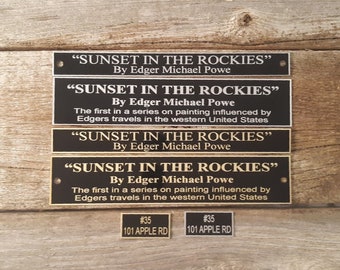 “SUNSET IN THE ROCKIES”
By Edger Michael Powe
“SUNSET IN THE ROCKIES”
By Edger Michael Powe
The first in a series on painting influenced by
Edgers travels in the western United States
“SUNSET IN THE ROCKIES”
By Edger Michael Powe
“SUNSET IN THE ROCKIES”
By Edger Michael Powe
The first in a series on painting influenced by
Edgers travels in the western United States
#35
101 APPLE RD
#35
101 APPLE RD